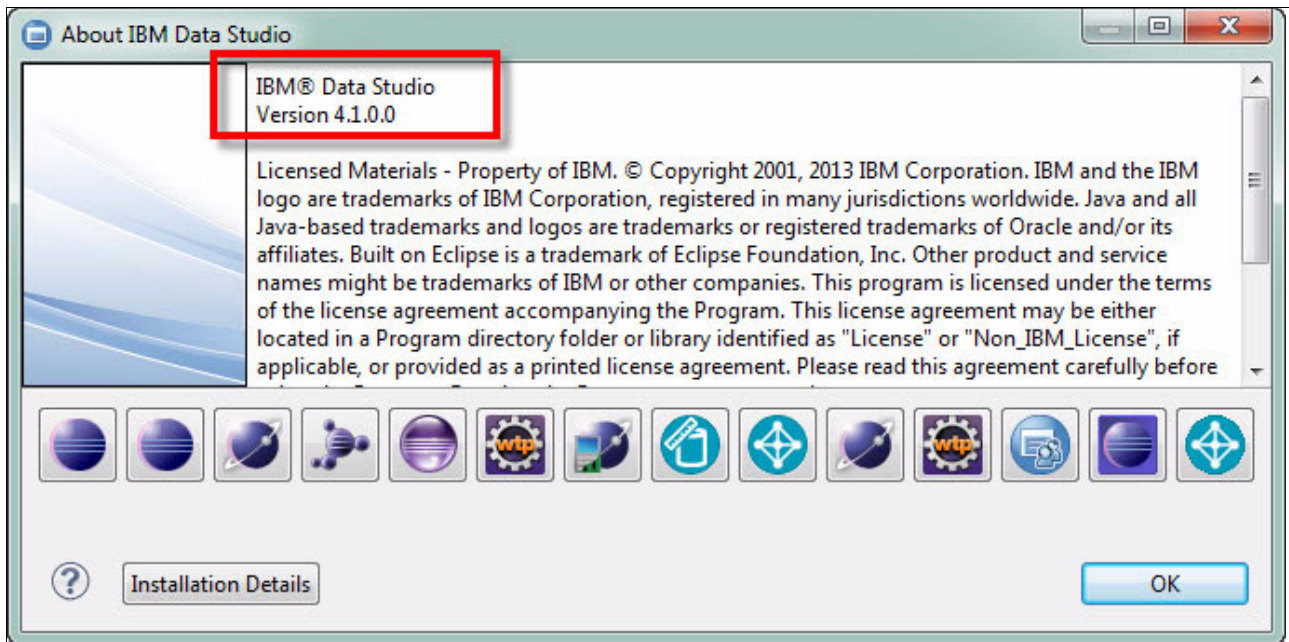 About IBM Data Studio
IBM® Data Studio
Version 4.1.0.0
Licensed Materials - Property of IBM. © Copyright 2001, 2013 IBM Corporation. IBM and the IBM
logo are trademarks of IBM Corporation, registered in many jurisdictions worldwide. Java and all
Java-based trademarks and logos are trademarks or registered trademarks of Oracle and/or its
affiliates. Built on Eclipse is a trademark of Eclipse Foundation, Inc. Other product and service
names might be trademarks of IBM or other companies. This program is licensed under the terms
of the license agreement accompanying the Program. This license agreement may be either
located in a Program directory folder or library identified as "License" or "Non_IBM_License", if
applicable, or provided as a printed license agreement. Please read this agreement carefully before
wtp
wtp
Installation Details
OK